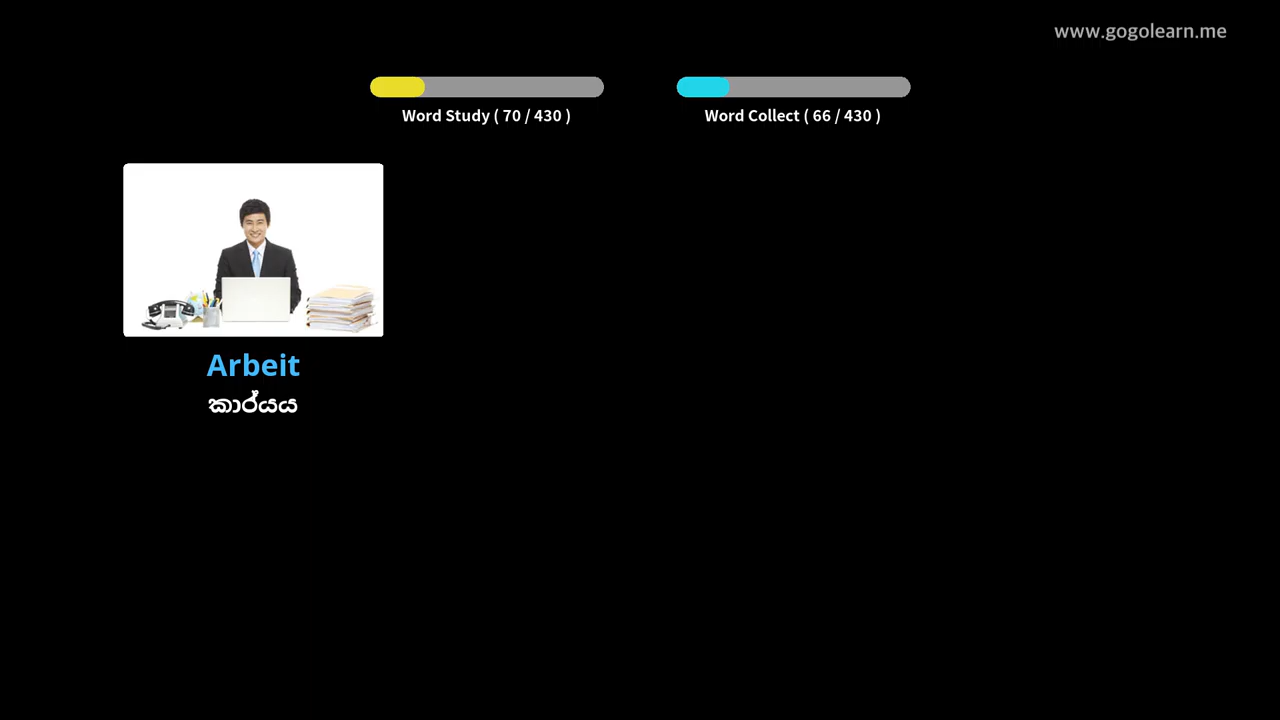 www.gogolearn.me
Word Study ( 70 / 430 )
Word Collect ( 66 / 430 )
Arbeit
කාර්යය